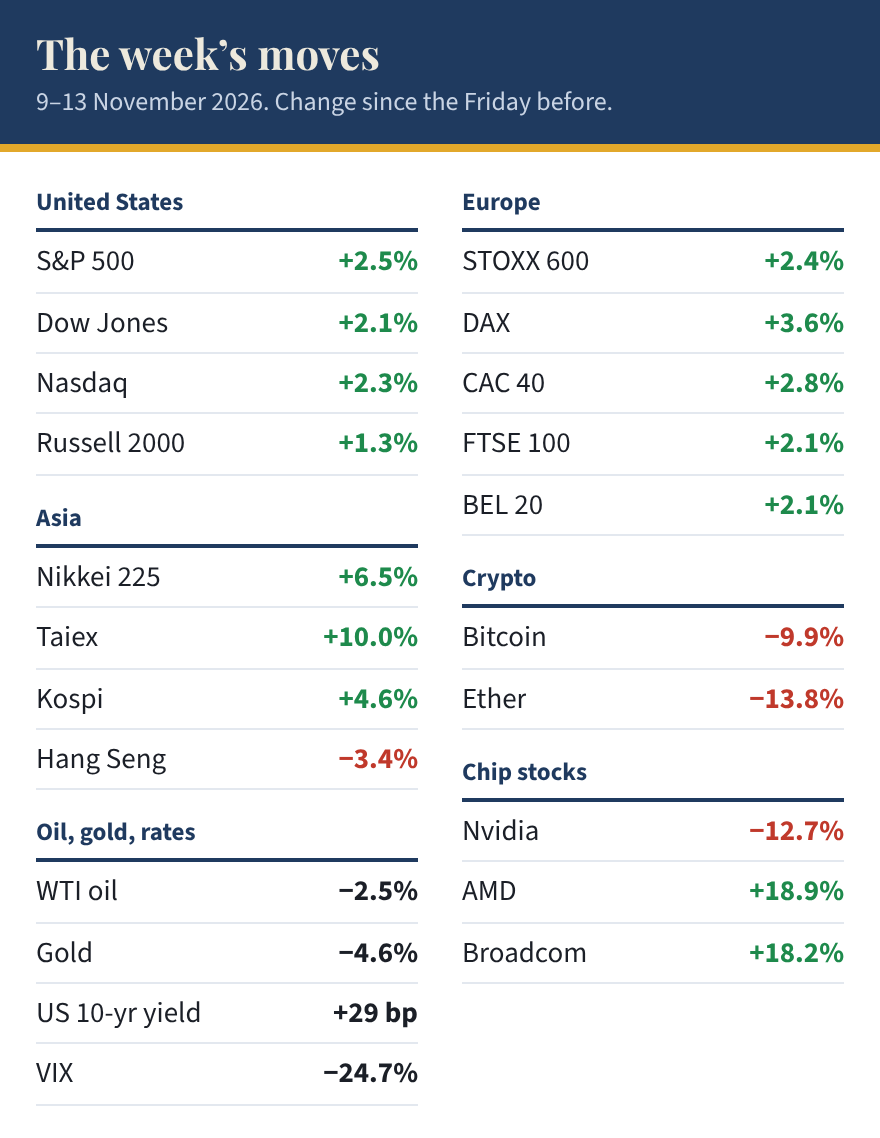 The week’s moves
9–13 November 2026. Change since the Friday before.
United States
S&P 500 +2.5%
Dow Jones +2.1%
Nasdaq +2.3%
Russell 2000 +1.3%
Asia
Nikkei 225 +6.5%
Taiex +10.0%
Kospi +4.6%
Hang Seng −3.4%
Oil, gold, rates
WTI oil −2.5%
Gold −4.6%
US 10-yr yield +29 bp
VIX −24.7%
Europe
STOXX 600 +2.4%
DAX +3.6%
CAC 40 +2.8%
FTSE 100 +2.1%
BEL 20 +2.1%
Crypto
Bitcoin −9.9%
Ether −13.8%
Chip stocks
Nvidia −12.7%
AMD +18.9%
Broadcom +18.2%